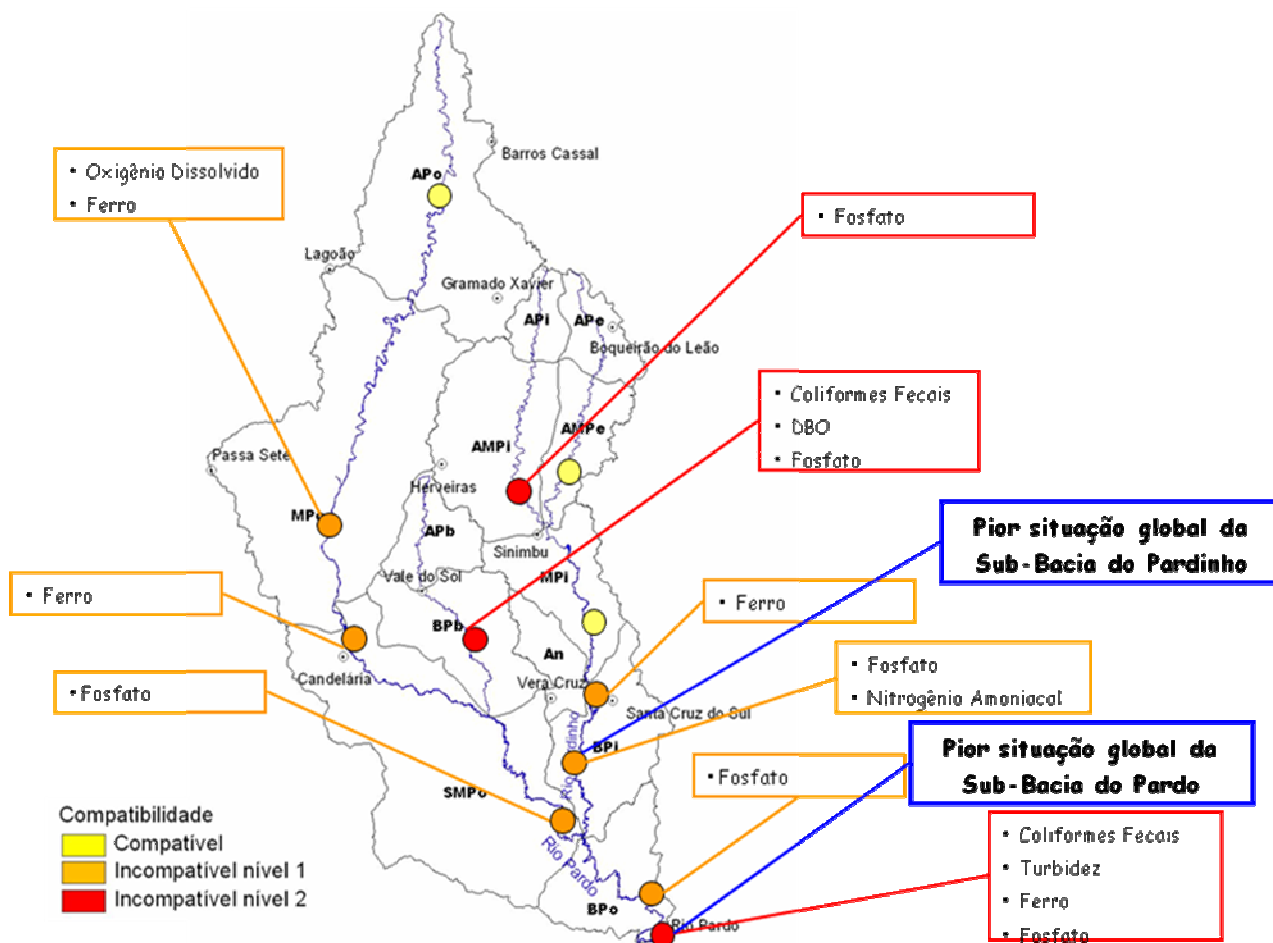 Barros Cassal
• Oxigênio Dissolvido
• Ferro
APo
• Fosfato
Lagoão
Gramado Xavier
APi
APe
Boqueirão do Leão
• Coliformes Fecais
• DBO
• Fosfato
AMPe
AMPi
Passa Sete
Herveiras
MPo
APb
Sinimbu
Pior situação global da
Sub-Bacia do Pardinho
Vale do Sol
MPi
• Ferro
• Ferro
BPb
An
• Fosfato
• Nitrogênio Amoniacal
Candelária
Vera Cruz
Santa Cruz do Sul
•Fosfato
BPi
Pior situação global da
Sub-Bacia do Pardo
•Fosfato
SMPo
Rio Pardo
Compatibilidade
Compatível
Incompatível nível 1
Incompatível nível 2
• Coliformes Fecais
• Turbidez
• Ferro
• Fosfato
BPo
Rio Pardo